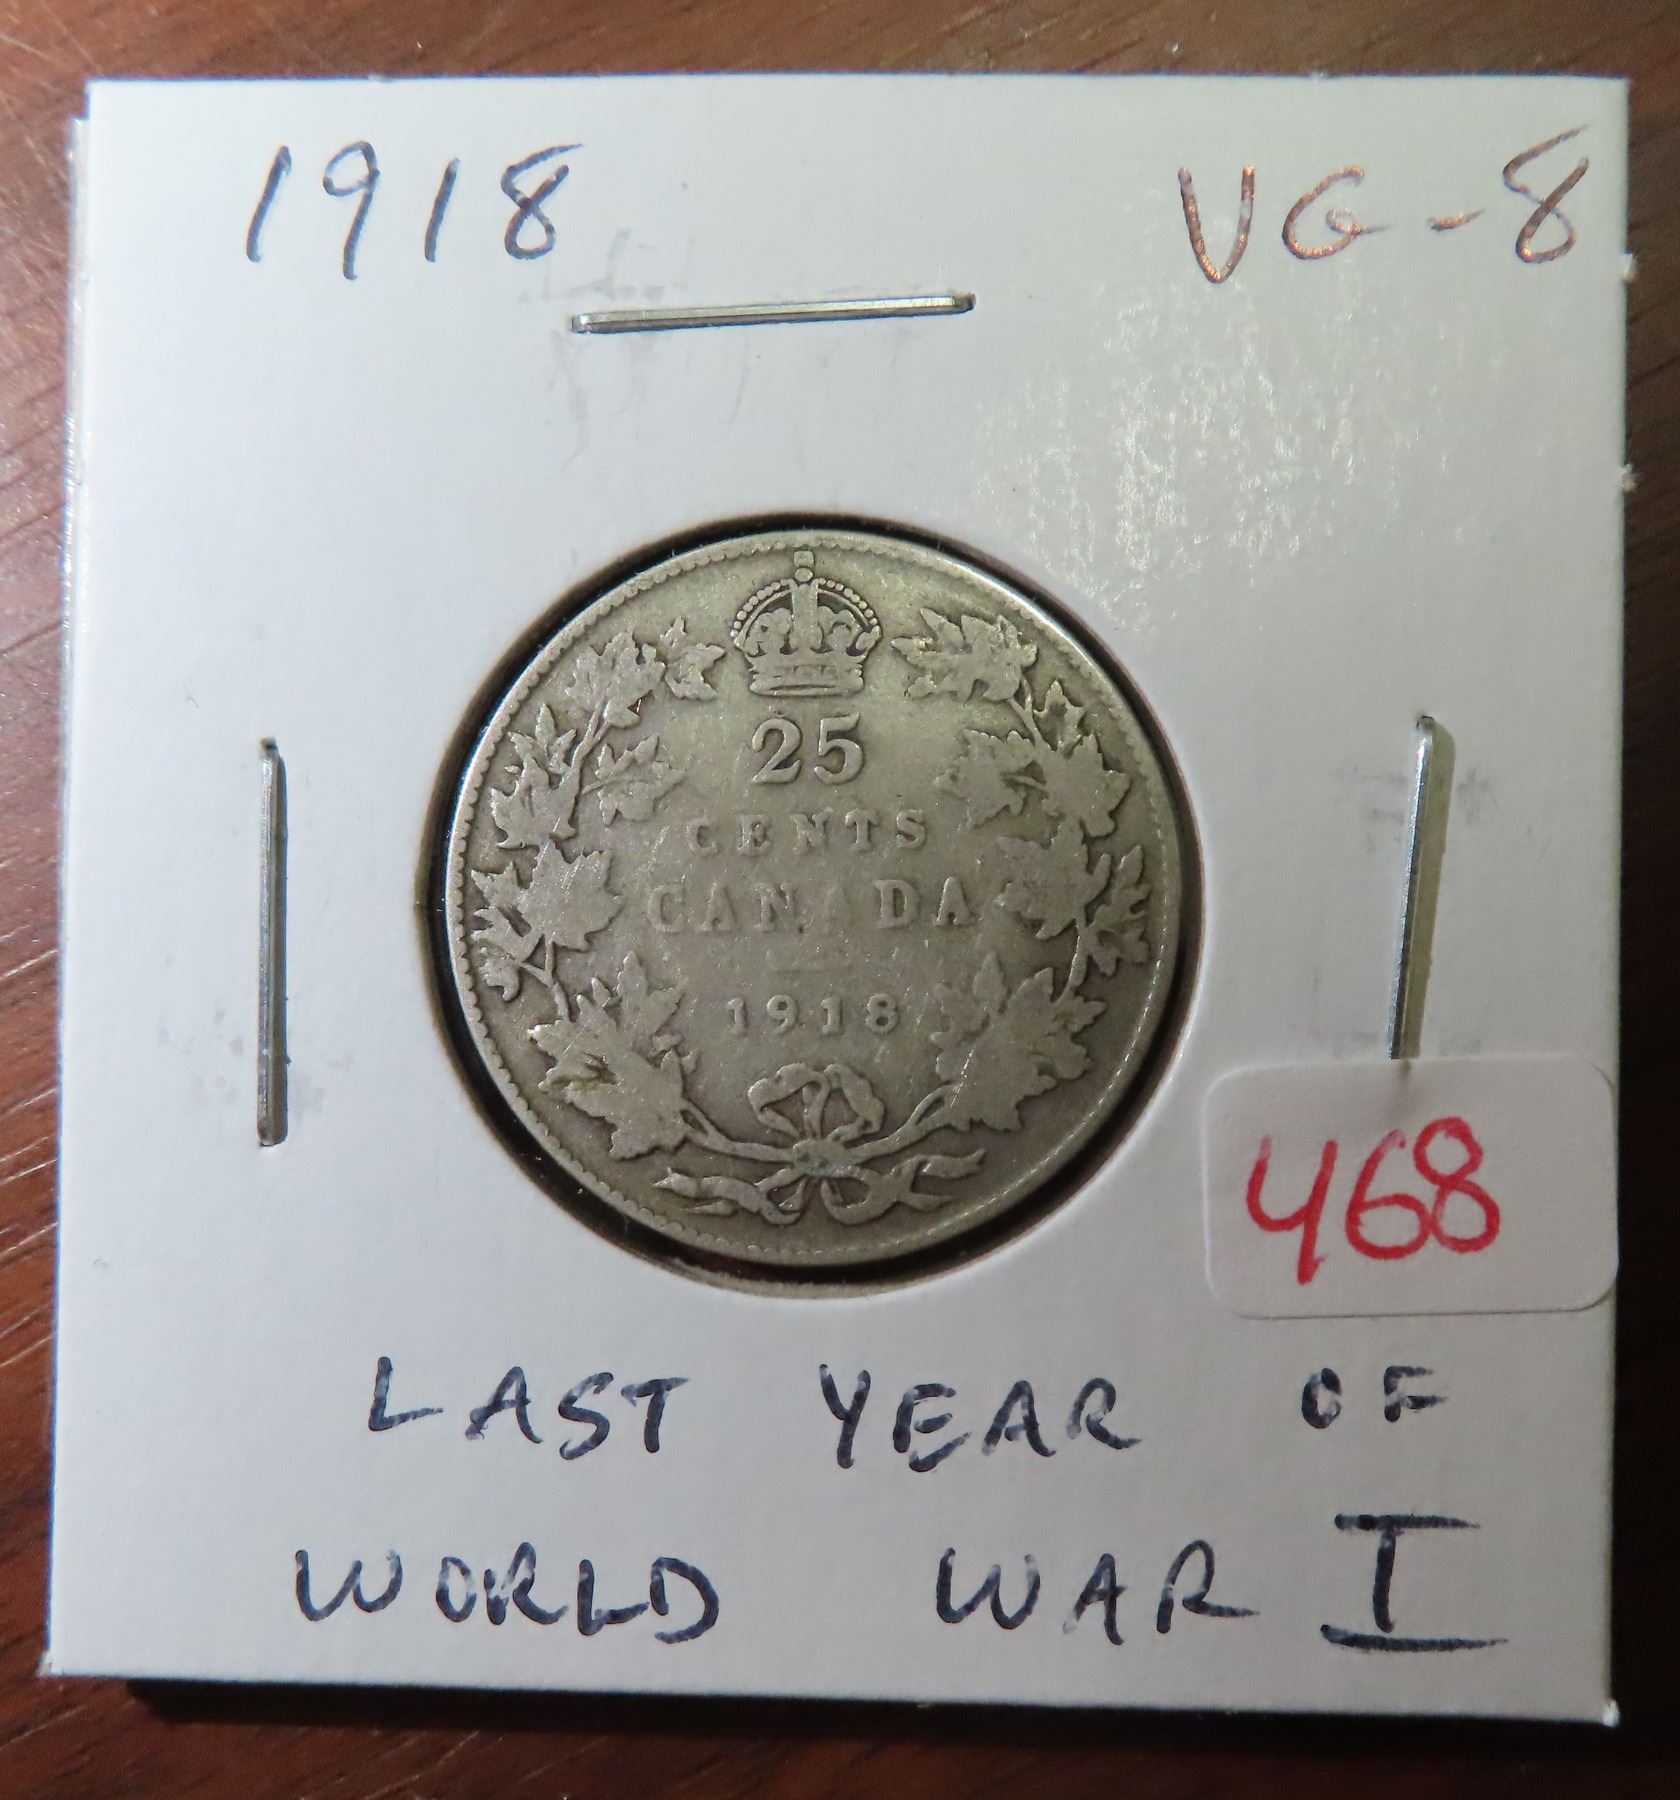 1918 VG-8
25
CENTS
CANADA
1918
468
LAST YEAR OF
WORLD WAR I